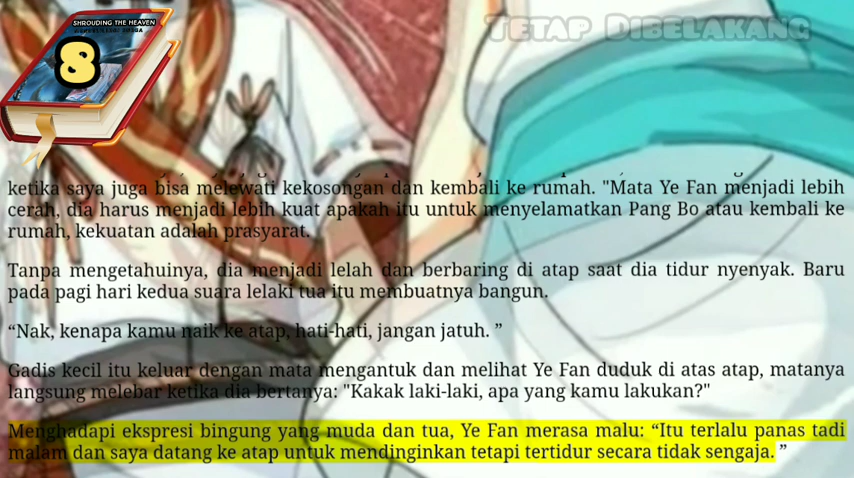 SHROUDING THE HEAVEN
8
TETAP DIBELAKANG
ketika saya juga bisa melewati kekosongan dan kembali ke rumah. "Mata Ye Fan menjadi lebih
cerah, dia harus menjadi lebih kuat apakah itu untuk menyelamatkan Pang Bo atau kembali ke
rumah, kekuatan adalah prasyarat.
Tanpa mengetahuinya, dia menjadi lelah dan berbaring di atap saat dia tidur nyenyak. Baru
pada pagi hari kedua suara lelaki tua itu membuatnya bangun.
“Nak, kenapa kamu naik ke atap, hati-hati, jangan jatuh. ”
Gadis kecil itu keluar dengan mata mengantuk dan melihat Ye Fan duduk di atas atap, matanya
langsung melebar ketika dia bertanya: "Kakak laki-laki, apa yang kamu lakukan?"
Menghadapi ekspresi bingung yang muda dan tua, Ye Fan merasa malu: “Itu terlalu panas tadi
malam dan saya datang ke atap untuk mendinginkan tetapi tertidur secara tidak sengaja. ”